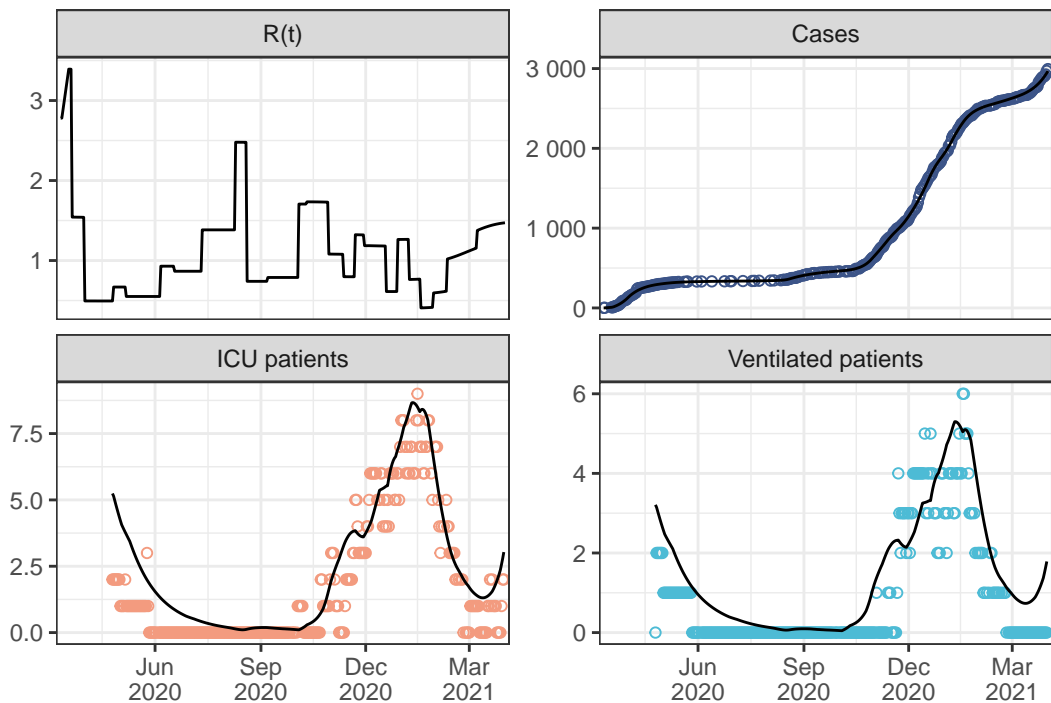 R(t)
Cases
3
2
1
3 000
2 000
1 000
0
ICU patients
Ventilated patients
7.5
5.0
2.5
0.0
6
4
2
0
Jun Sep Dec Mar
2020 2020 2020 2021
Jun Sep Dec Mar
2020 2020 2020 2021